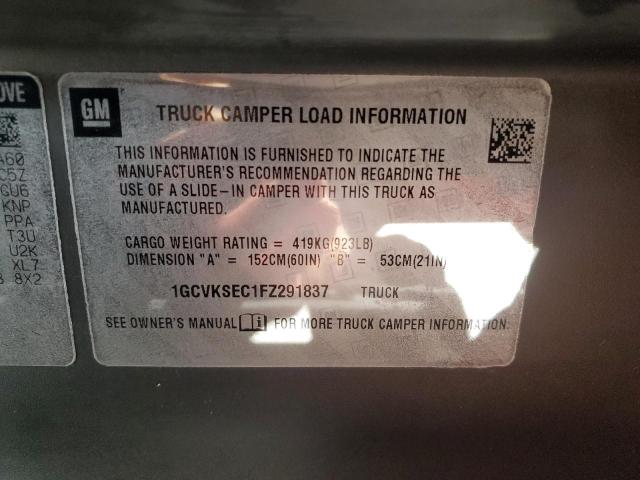 OVE
A60
C5Z
GU6
KNP
PPA
T3U
U2K
XL7
8X2
GM
TRUCK CAMPER LOAD INFORMATION
THIS INFORMATION IS FURNISHED TO INDICATE THE
MANUFACTURER'S RECOMMENDATION REGARDING THE
USE OF A SLIDE-IN CAMPER WITH THIS TRUCK AS
MANUFACTURED.
CARGO WEIGHT RATING = 419KG(923LB)
DIMENSION "A" = 152CM(60IN) "B" = 53CM(21IN)
1GCVKSEC1FZ291837 TRUCK
SEE OWNER'S MANUAL FOR MORE TRUCK CAMPER INFORMATION.